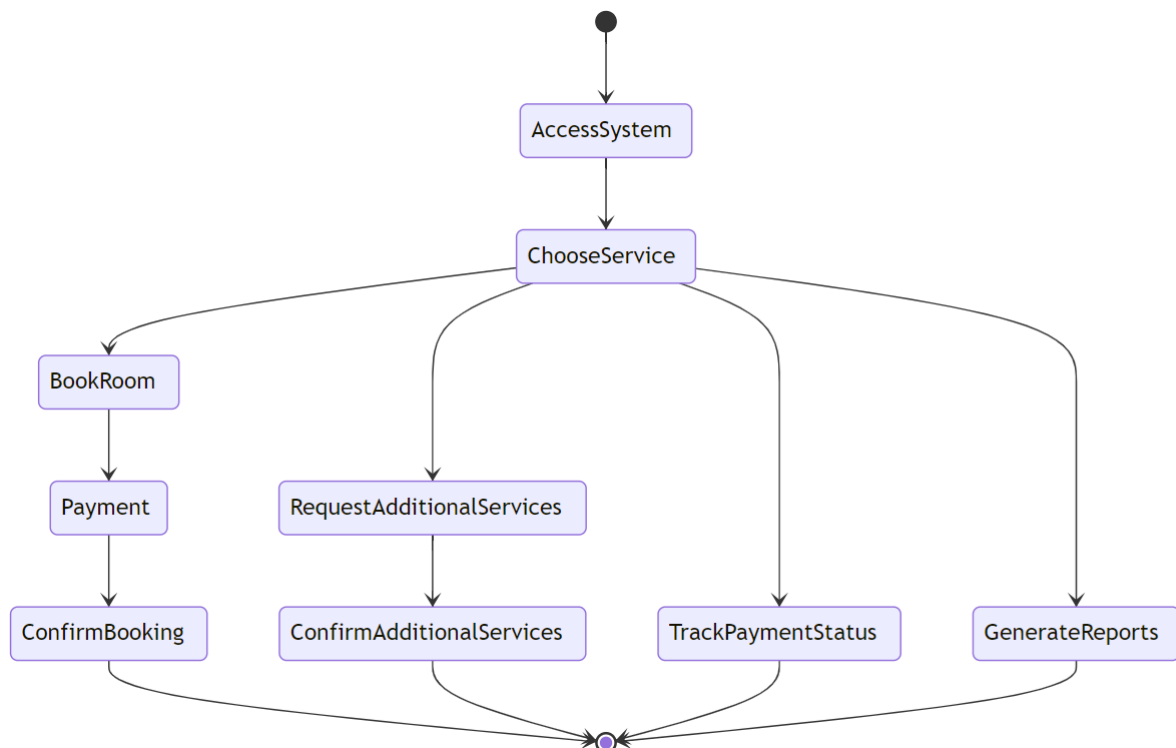 AccessSystem
ChooseService
BookRoom
Payment
RequestAdditionalServices
ConfirmBooking
ConfirmAdditionalServices
TrackPaymentStatus
GenerateReports